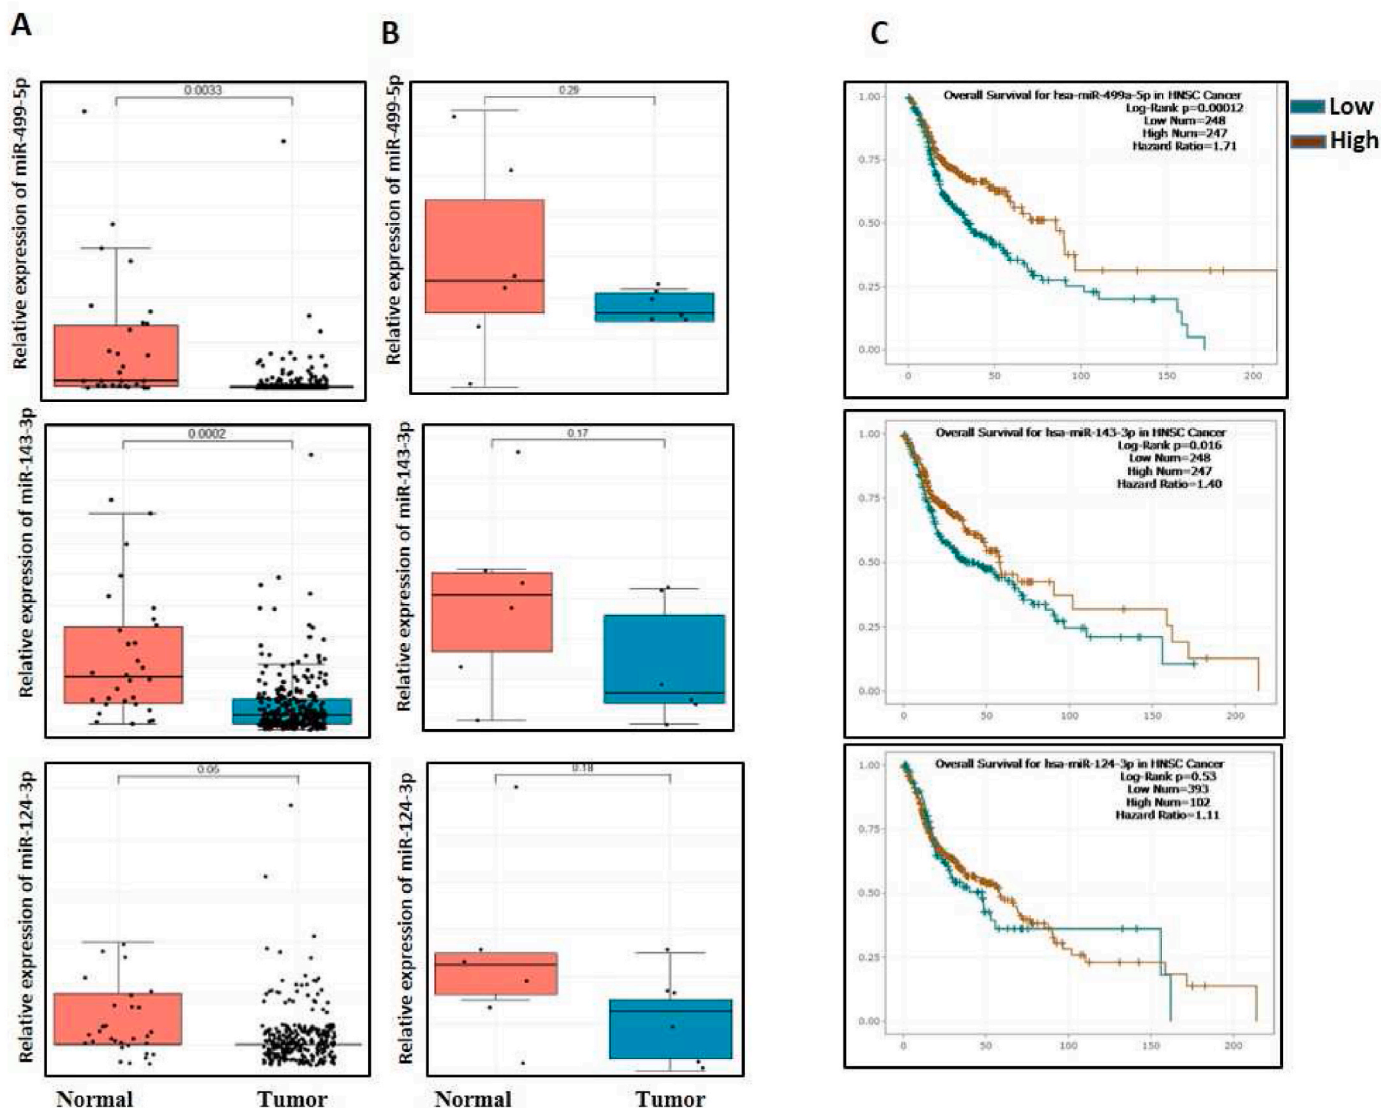 A
B
C
Relative expression of miR-499-5p
0.0033
Relative expression of miR-499-5p
0.29
Overall Survival for hsa-miR-499a-5p in HNSC Cancer
Log-Rank p=0.00012
Low Num=248
High Num=247
Hazard Ratio=1.71
1.00
0.75
0.50
0.25
0.00
0 50 100 150 200
Low
High
Relative expression of miR-143-3p
0.0002
Relative expression of miR-143-3p
0.17
Overall Survival for hsa-miR-143-3p in HNSC Cancer
Log-Rank p=0.016
Low Num=248
High Num=247
Hazard Ratio=1.40
1.00
0.75
0.50
0.25
0.00
0 50 100 150 200
Relative expression of miR-124-3p
0.05
Relative expression of miR-124-3p
0.18
Overall Survival for hsa-miR-124-3p in HNSC Cancer
Log-Rank p=0.53
Low Num=393
High Num=102
Hazard Ratio=1.11
1.00
0.75
0.50
0.25
0.00
0 50 100 150 200
Normal Tumor
Normal Tumor